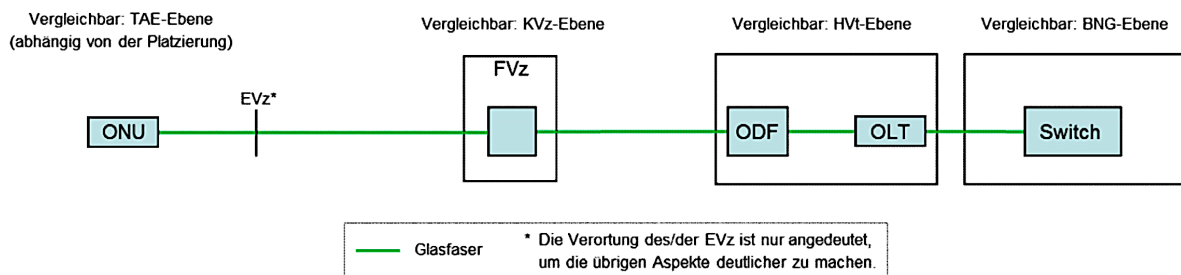 Vergleichbar: TAE-Ebene
(abhängig von der Platzierung)
Vergleichbar: KVz-Ebene
Vergleichbar: HVt-Ebene
Vergleichbar: BNG-Ebene
FVz
EVz*
ONU
ODF
OLT
Switch
Glasfaser
* Die Verortung des/der EVz ist nur angedeutet,
um die übrigen Aspekte deutlicher zu machen.